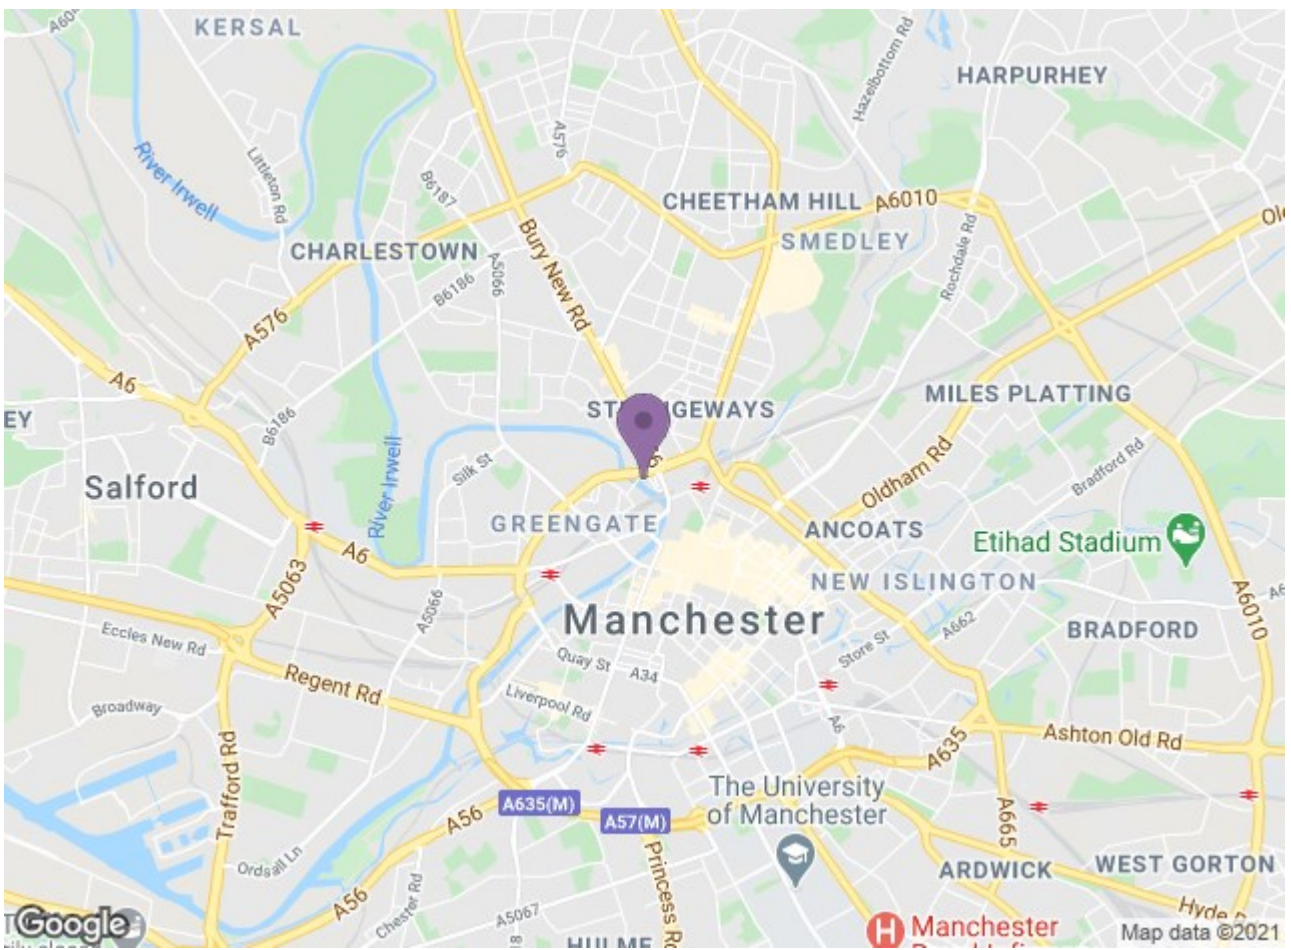 KERSAL
HARPURHEY
Hazelbottom Rd
River Irwell
Littleton Rd
A576
B6187
CHEETHAM HILL
A6010
SMEDLEY
CHARLESTOWN
Bury New Rd
A5066
B6186
Rochdale Rd
A576
A6
MILES PLATTING
B6186
EY
Salford
Silk St
River Irwell
Oldham Rd
Bradford Rd
GREENGATE
ANCOATS
Etihad Stadium
A6
NEW ISLINGTON
A5063
A5066
A6010
Manchester
A662
BRADFORD
Eccles New Rd
Quay St
A34
Store St
Regent Rd
Liverpool Rd
Broadway
A6
Ashton Old Rd
Trafford Rd
A635
The University
of Manchester
A635(M)
A56
A57(M)
A665
Princess Rd
Ordsall Ln
ARDWICK
WEST GORTON
Chester Rd
A56
A5067
Hyde
Google
HULME
H
Manchester
Map data ©2021